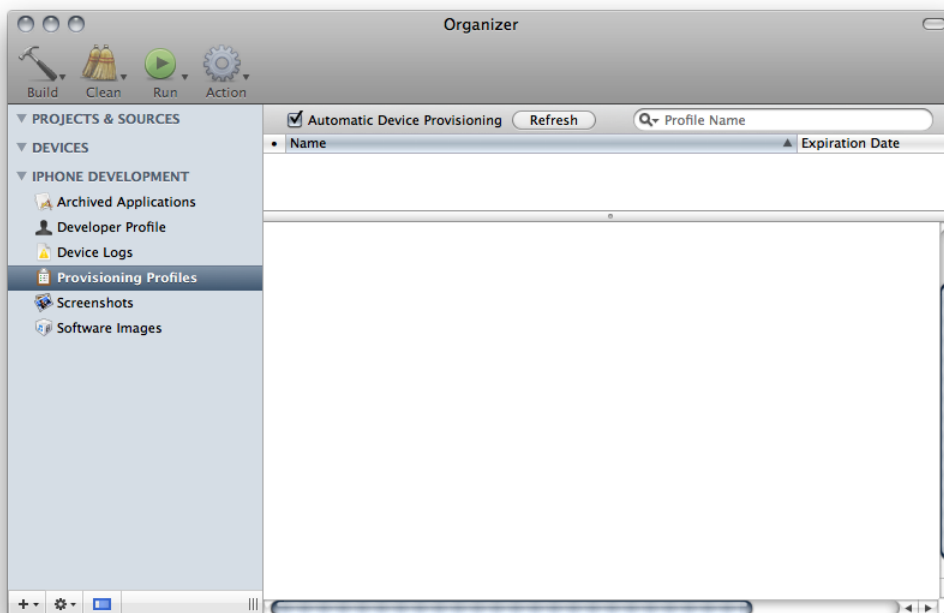 Organizer
Build Clean Run Action
PROJECTS & SOURCES
DEVICES
IPHONE DEVELOPMENT
Archived Applications
Developer Profile
Device Logs
Provisioning Profiles
Screenshots
Software Images
Automatic Device Provisioning Refresh Profile Name
Name Expiration Date